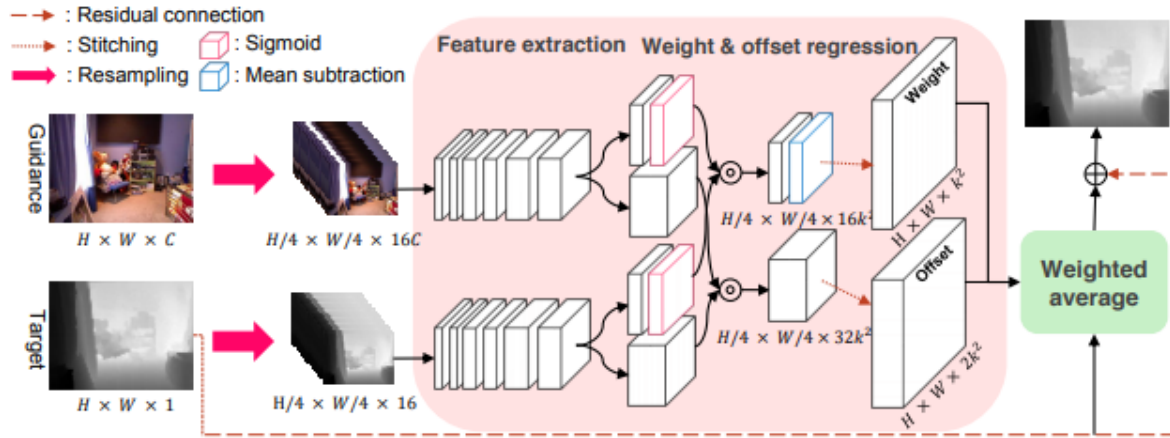 : Residual connection
: Stitching
: Sigmoid
: Resampling
: Mean subtraction
Feature extraction
Weight & offset regression
Guidance
H × W × C
H/4 × W/4 × 16C
H/4 × W/4 × 16k²
Weight
H × W × k²
Target
H × W × 1
H/4 × W/4 × 16
H/4 × W/4 × 32k²
Offset
H × W × 2k²
Weighted
average